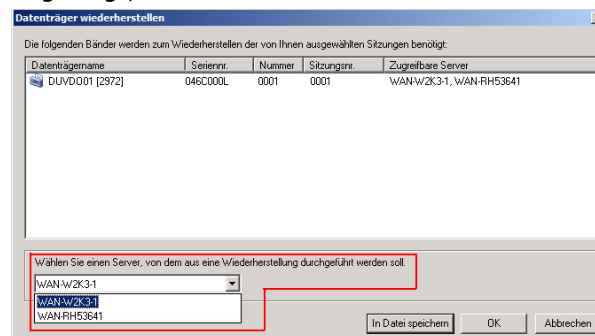 Datenträger wiederherstellen
Die folgenden Bänder werden zum Wiederherstellen der von Ihnen ausgewählten Sitzungen benötigt:
Datenträgername Seriennr. Nummer Sitzungsnr. Zugreifbare Server
DUVD001 [2972] 046C000L 0001 0001 WAN-W2K3-1, WAN-RH53641
Wählen Sie einen Server, von dem aus eine Wiederherstellung durchgeführt werden soll.
WAN-W2K3-1
WAN-W2K3-1
WAN-RH53641
In Datei speichern OK Abbrechen